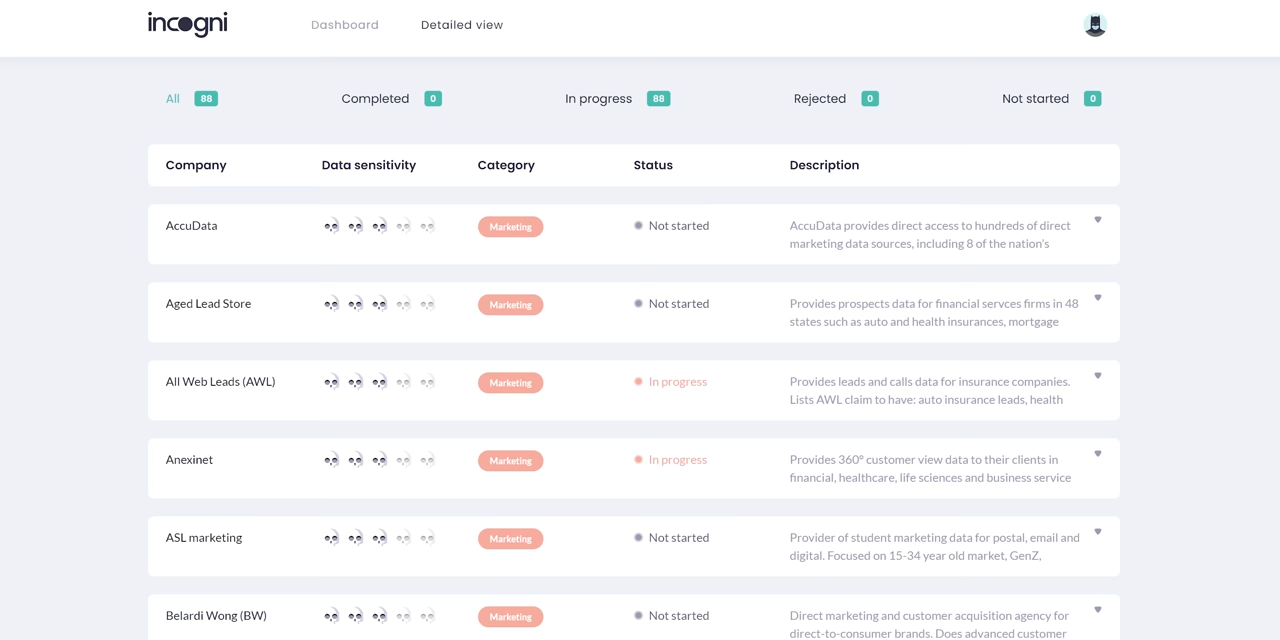 incogni Dashboard Detailed view
All 88 Completed 0 In progress 88 Rejected 0 Not started 0
Company Data sensitivity Category Status Description
AccuData Marketing Not started AccuData provides direct access to hundreds of direct
marketing data sources, including 8 of the nation's
Aged Lead Store Marketing Not started Provides prospects data for financial servces firms in 48
states such as auto and health insurances, mortgage
All Web Leads (AWL) Marketing In progress Provides leads and calls data for insurance companies.
Lists AWL claim to have: auto insurance leads, health
Anexinet Marketing In progress Provides 360º customer view data to their clients in
financial, healthcare, life sciences and business service
ASL marketing Marketing Not started Provider of student marketing data for postal, email and
digital. Focused on 15-34 year old market, GenZ,
Belardi Wong (BW) Marketing Not started Direct marketing and customer acquisition agency for
direct-to-consumer brands. Does advanced customer